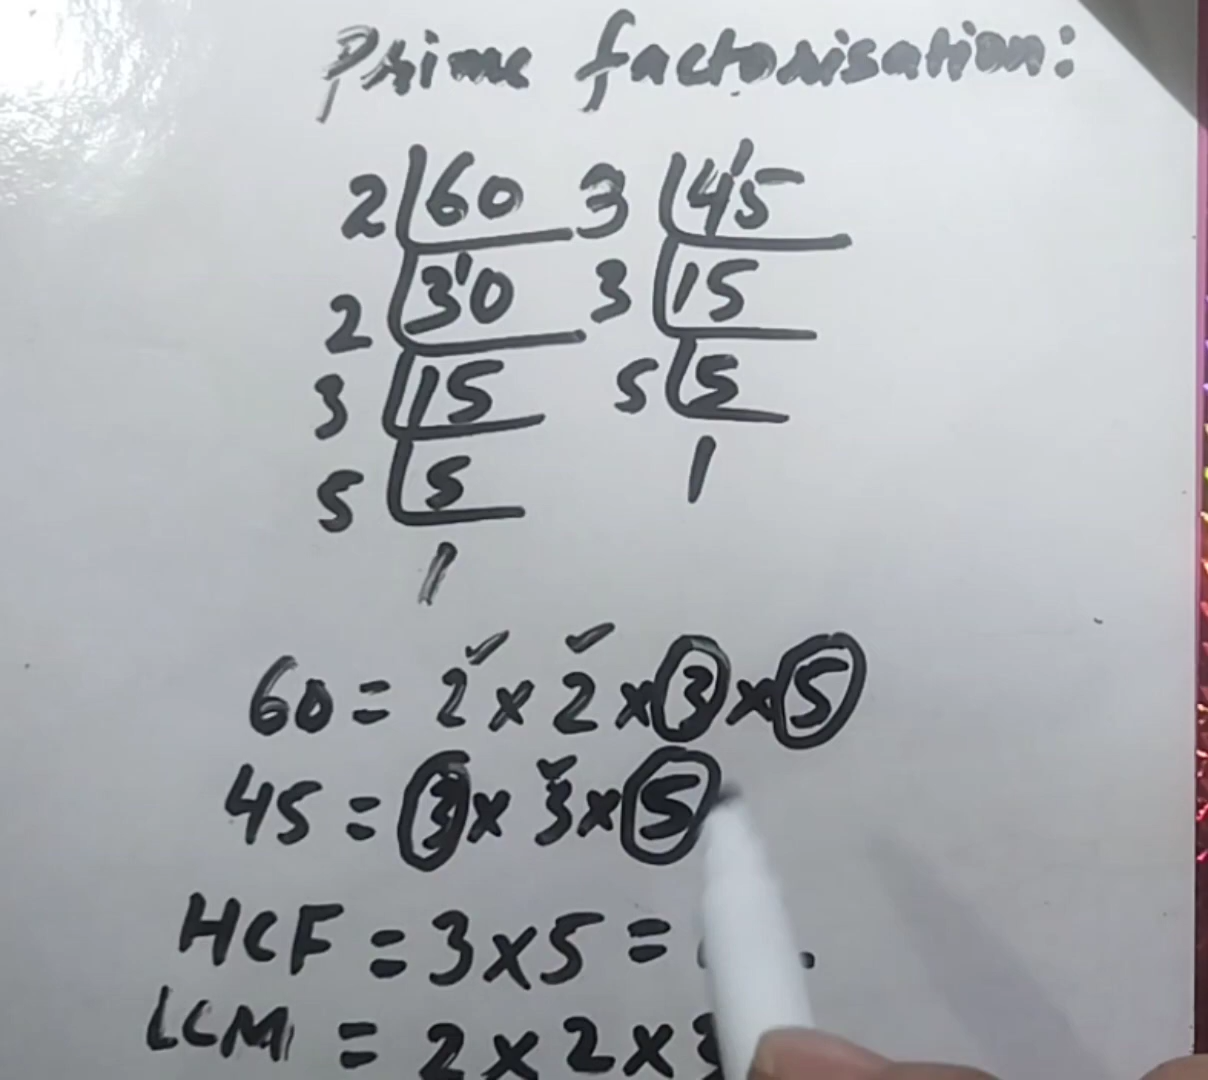 Prime factorisation:
2 60 3 45
2 30 3 15
3 15 5 5
5 5 1
1
60 = 2 × 2 × 3 × 5
45 = 3 × 3 × 5
HCF = 3 × 5 =
LCM = 2 × 2 ×